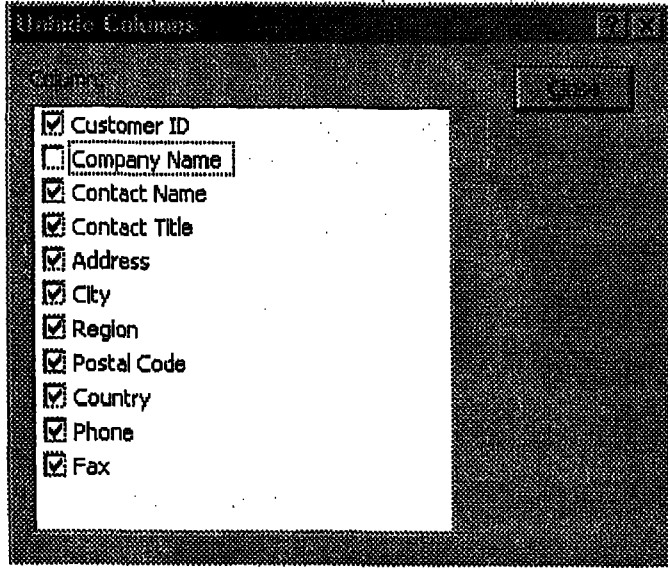 Unhide Columns
Column:
Close
Customer ID
Company Name
Contact Name
Contact Title
Address
City
Region
Postal Code
Country
Phone
Fax